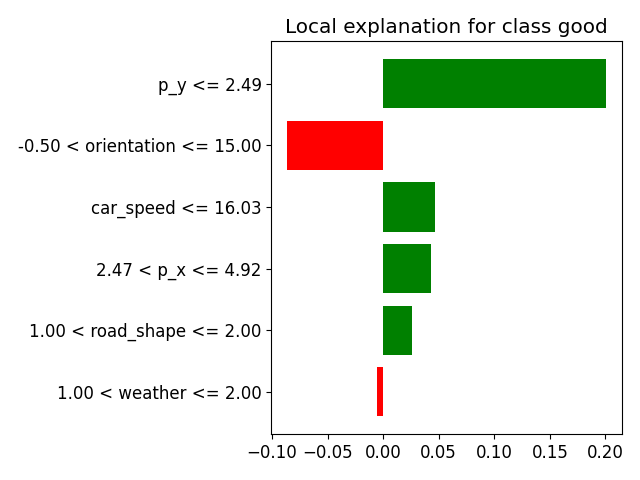 Local explanation for class good
p_y <= 2.49
-0.50 < orientation <= 15.00
car_speed <= 16.03
2.47 < p_x <= 4.92
1.00 < road_shape <= 2.00
1.00 < weather <= 2.00
−0.10 −0.05 0.00 0.05 0.10 0.15 0.20